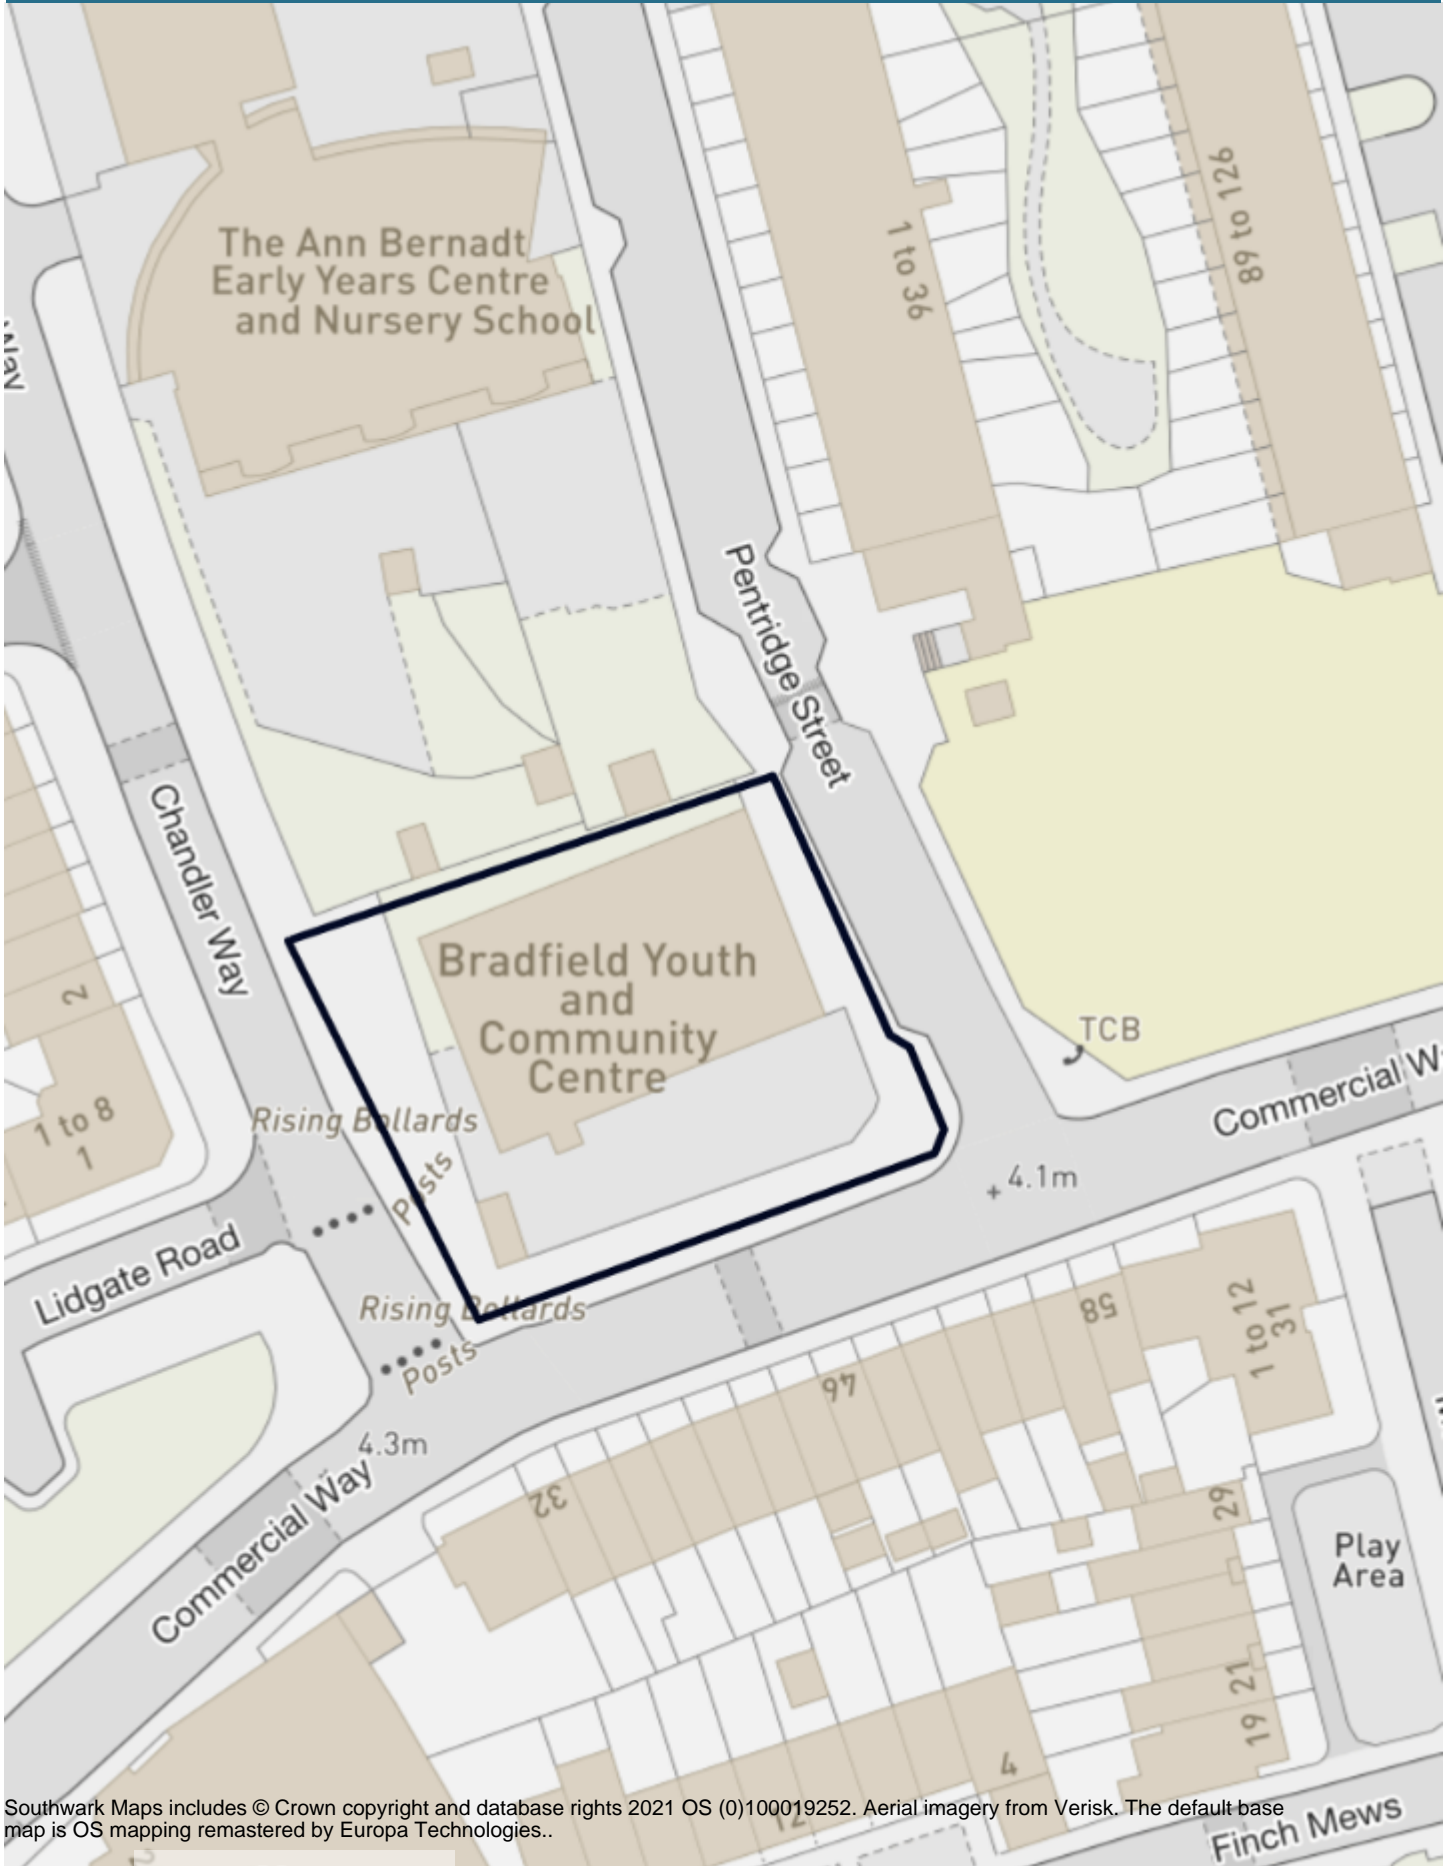 Way
The Ann Bernadt
Early Years Centre
and Nursery School
1 to 36
89 to 126
Pentridge Street
Chandler Way
2
1 to 8
1
Bradfield Youth
and
Community
Centre
TCB
Commercial W
Rising Bollards
Posts
+ 4.1m
Lidgate Road
Rising Bollards
Posts
4.3m
Commercial Way
58
46
32
1 to 12
31
29
Play
Area
21
19
4
12
Southwark Maps includes © Crown copyright and database rights 2021 OS (0)100019252. Aerial imagery from Verisk. The default base
map is OS mapping remastered by Europa Technologies..
Finch Mews